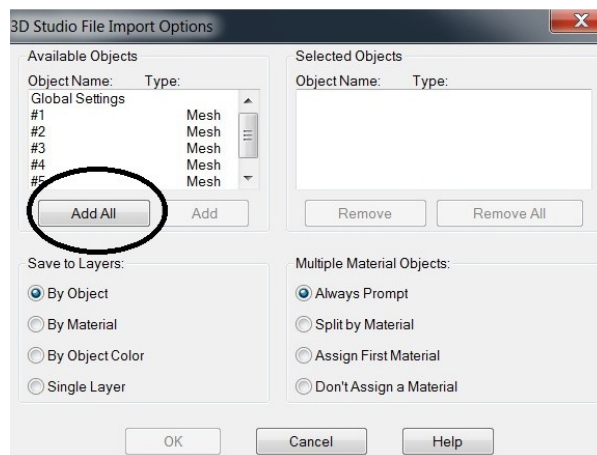 3D Studio File Import Options
X
Available Objects
Object Name: Type:
Global Settings
#1 Mesh
#2 Mesh
#3 Mesh
#4 Mesh
#5 Mesh
Add All Add
Selected Objects
Object Name: Type:
Remove Remove All
Save to Layers:
By Object
By Material
By Object Color
Single Layer
Multiple Material Objects:
Always Prompt
Split by Material
Assign First Material
Don't Assign a Material
OK Cancel Help